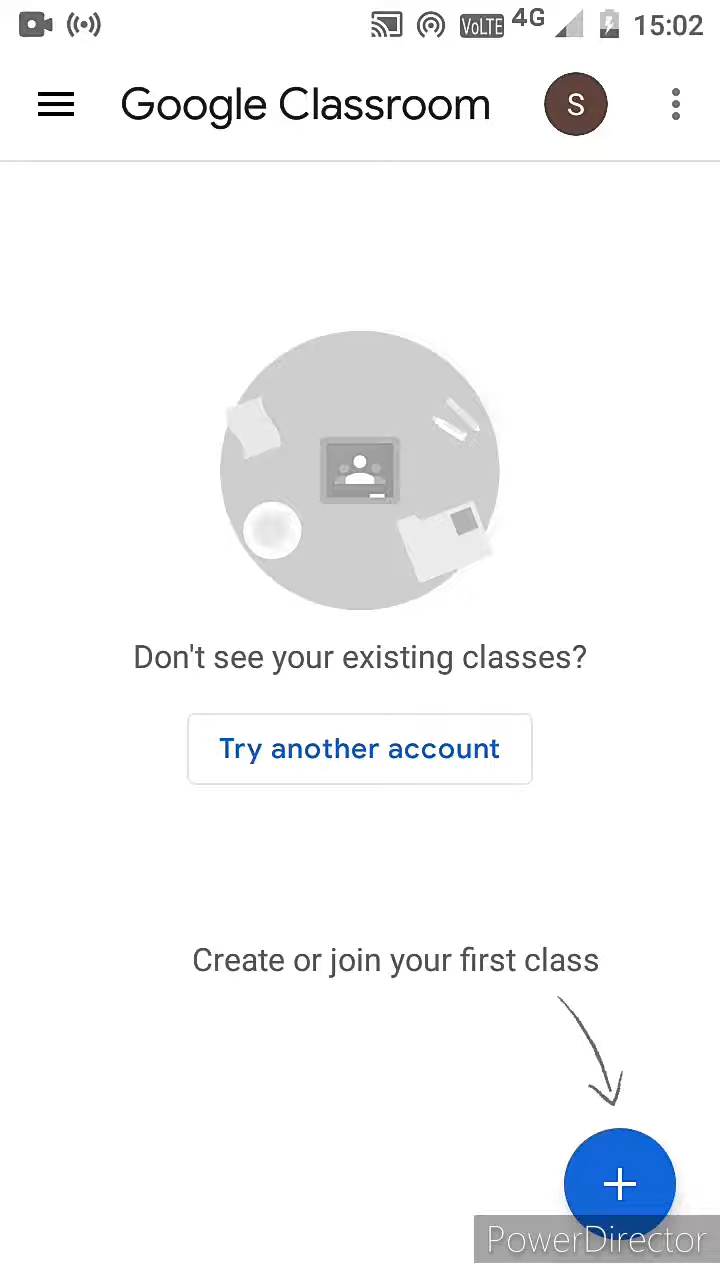 VoLTE 4G 15:02
Google Classroom S
Don't see your existing classes?
Try another account
Create or join your first class
PowerDirector